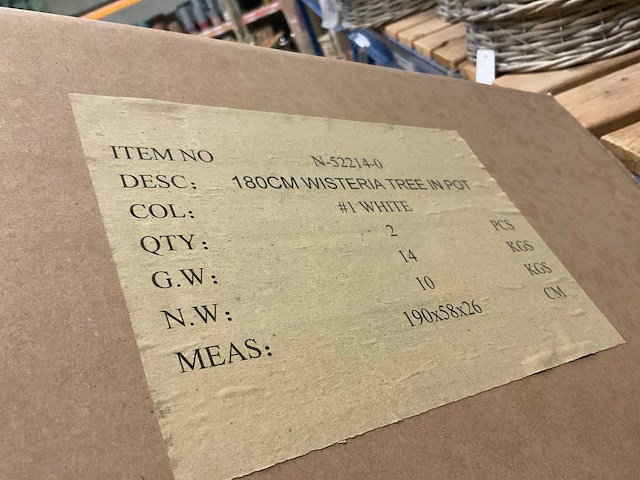 ITEM NO N-52214-0
DESC: 180CM WISTERIA TREE IN POT
COL: #1 WHITE
QTY: 2 PCS
G.W: 14 KGS
N.W: 10 KGS
MEAS: 190x58x26 CM